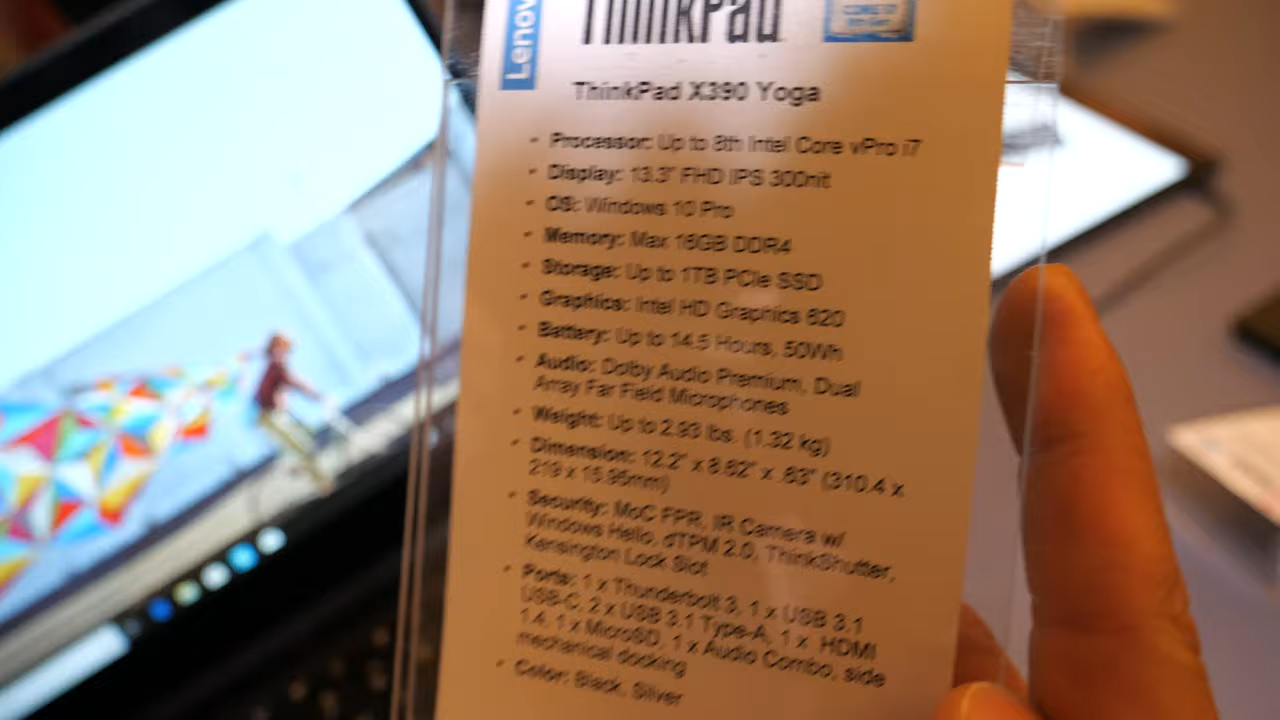 Lenovo
ThinkPad
CORE i7
8th Gen
ThinkPad X390 Yoga
• Processor: Up to 8th Intel Core vPro i7
• Display: 13.3" FHD IPS 300nit
• OS: Windows 10 Pro
• Memory: Max 16GB DDR4
• Storage: Up to 1TB PCIe SSD
• Graphics: Intel HD Graphics 620
• Battery: Up to 14.5 Hours, 50Wh
• Audio: Dolby Audio Premium, Dual
Array Far Field Microphones
• Weight: Up to 2.93 lbs. (1.32 kg)
• Dimension: 12.2" x 8.62" x .63" (310.4 x
219 x 15.95mm)
• Security: MoC FPR, IR Camera w/
Windows Hello, dTPM 2.0, ThinkShutter,
Kensington Lock Slot
• Ports: 1 x Thunderbolt 3, 1 x USB 3.1
USB-C, 2 x USB 3.1 Type-A, 1 x HDMI
1.4, 1 x MicroSD, 1 x Audio Combo, side
mechanical docking
• Color: Black, Silver